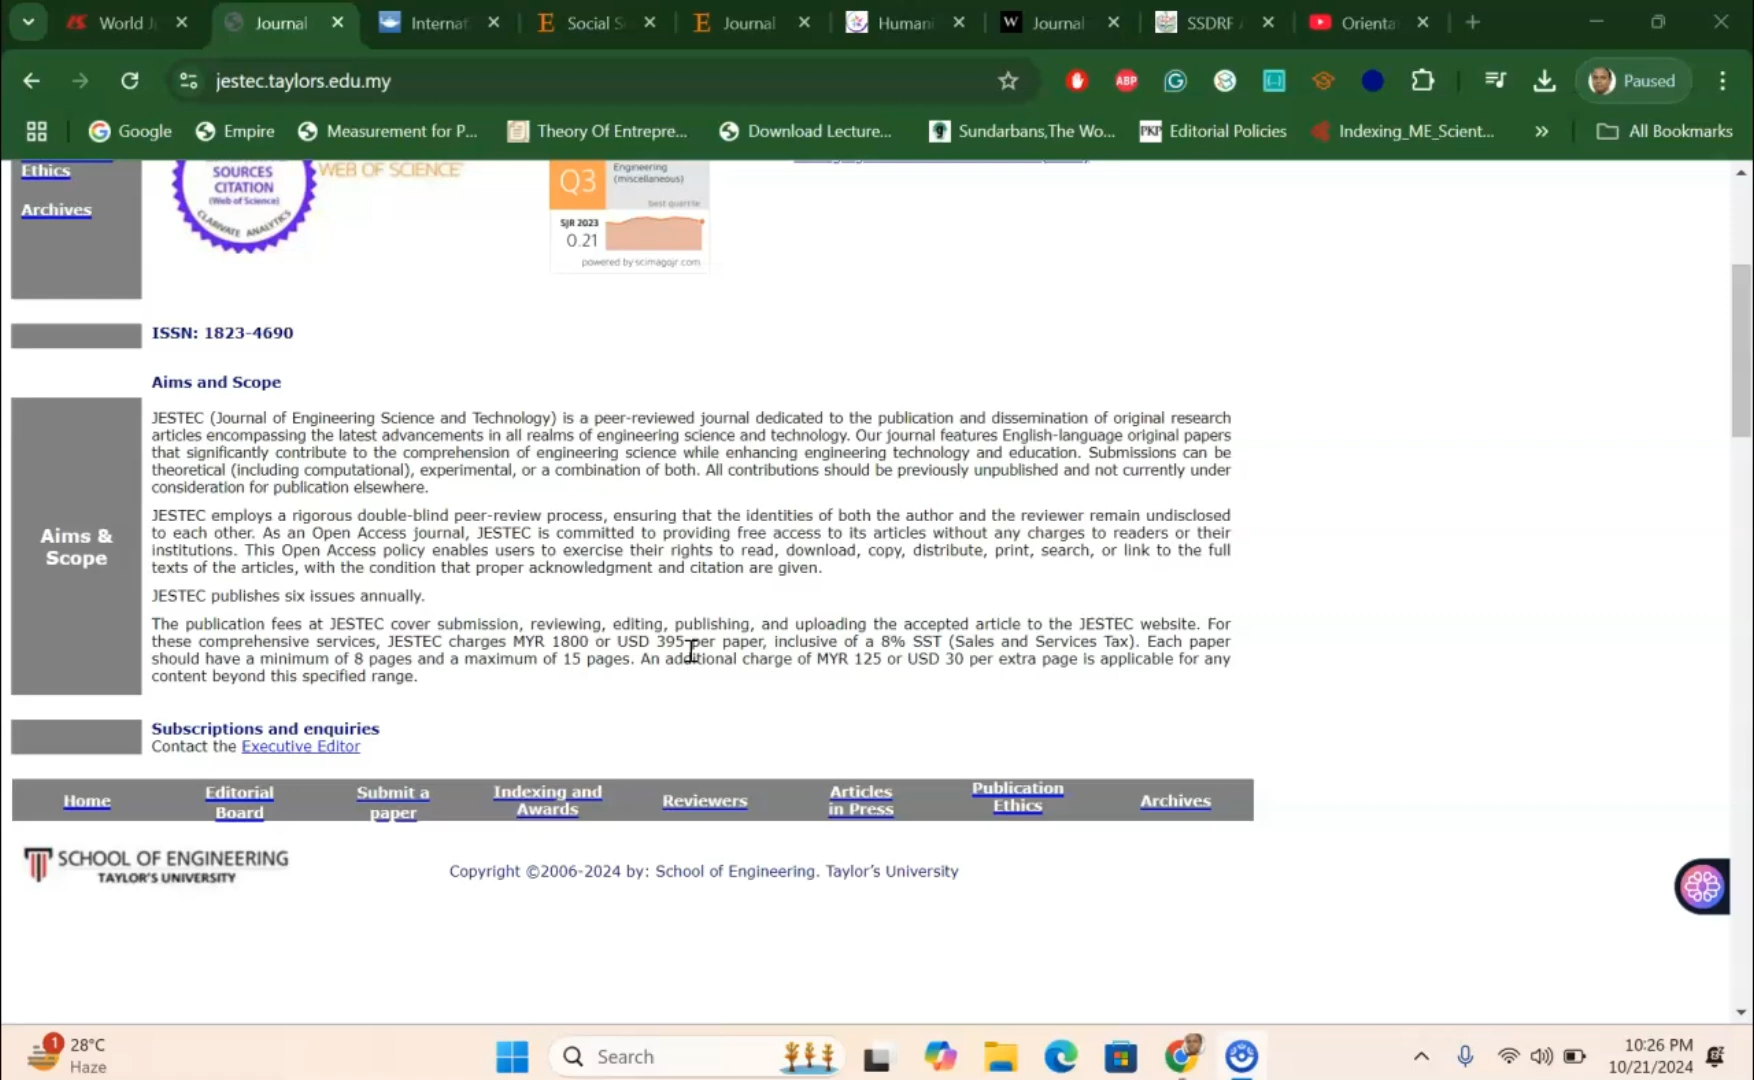 World J
Journal
Internat
Social S
Journal
Humani
Journal
SSDRF
Orienta
jestec.taylors.edu.my
ABP
Paused
Google
Empire
Measurement for P...
Theory Of Entrepre...
Download Lecture...
Sundarbans,The Wo...
PKP Editorial Policies
Indexing_ME_Scient...
»
All Bookmarks
Ethics
Archives
SOURCES
CITATION
(Web of Science)
CLARIVATE ANALYTICS
WEB OF SCIENCE
Q3
Engineering
(miscellaneous)
best quartile
SJR 2023
0.21
powered by scimagojr.com
ISSN: 1823-4690
Aims and Scope
Aims &
Scope
JESTEC (Journal of Engineering Science and Technology) is a peer-reviewed journal dedicated to the publication and dissemination of original research
articles encompassing the latest advancements in all realms of engineering science and technology. Our journal features English-language original papers
that significantly contribute to the comprehension of engineering science while enhancing engineering technology and education. Submissions can be
theoretical (including computational), experimental, or a combination of both. All contributions should be previously unpublished and not currently under
consideration for publication elsewhere.
JESTEC employs a rigorous double-blind peer-review process, ensuring that the identities of both the author and the reviewer remain undisclosed
to each other. As an Open Access journal, JESTEC is committed to providing free access to its articles without any charges to readers or their
institutions. This Open Access policy enables users to exercise their rights to read, download, copy, distribute, print, search, or link to the full
texts of the articles, with the condition that proper acknowledgment and citation are given.
JESTEC publishes six issues annually.
The publication fees at JESTEC cover submission, reviewing, editing, publishing, and uploading the accepted article to the JESTEC website. For
these comprehensive services, JESTEC charges MYR 1800 or USD 395 per paper, inclusive of a 8% SST (Sales and Services Tax). Each paper
should have a minimum of 8 pages and a maximum of 15 pages. An additional charge of MYR 125 or USD 30 per extra page is applicable for any
content beyond this specified range.
Subscriptions and enquiries
Contact the Executive Editor
Home
Editorial
Board
Submit a
paper
Indexing and
Awards
Reviewers
Articles
in Press
Publication
Ethics
Archives
SCHOOL OF ENGINEERING
TAYLOR'S UNIVERSITY
Copyright ©2006-2024 by: School of Engineering. Taylor's University
1
28°C
Haze
Search
10:26 PM
10/21/2024